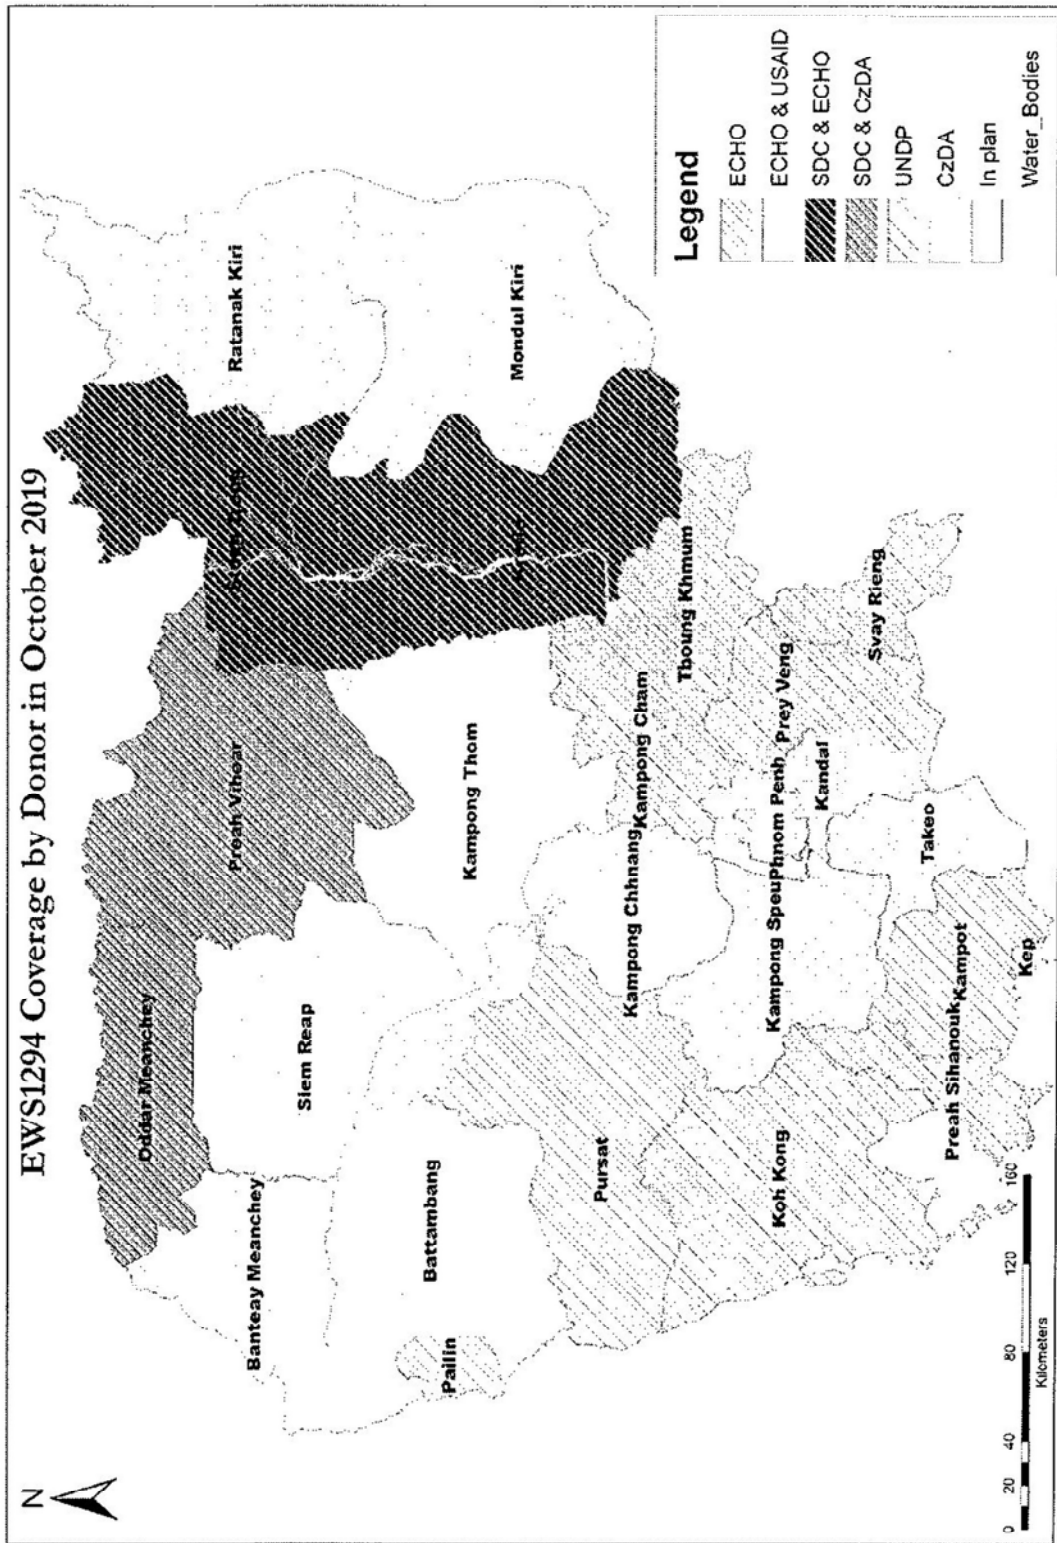 EWS1294 Coverage by Donor in October 2019
N
Oddar Meanchey
Preah Vihear
Ratanak Kiri
Banteay Meanchey
Siem Reap
Battambang
Pailin
Kampong Thom
Mondul Kiri
Pursat
Kampong Chhnang
Kampong Cham
Tboung Khmum
Koh Kong
Kampong Speu
Phnom Penh
Prey Veng
Kandal
Svay Rieng
Takeo
Preah Sihanouk
Kampot
Kep
0 20 40 80 120 160
Kilometers
Legend
ECHO
ECHO & USAID
SDC & ECHO
SDC & CzDA
UNDP
CzDA
In plan
Water_Bodies